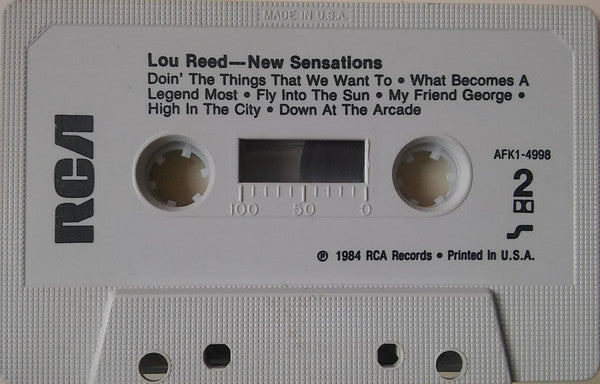 MADE IN U.S.A.
Lou Reed—New Sensations
Doin' The Things That We Want To • What Becomes A
Legend Most • Fly Into The Sun • My Friend George •
High In The City • Down At The Arcade
RCA
AFK1-4998
2
100 50 0
℗ 1984 RCA Records • Printed In U.S.A.